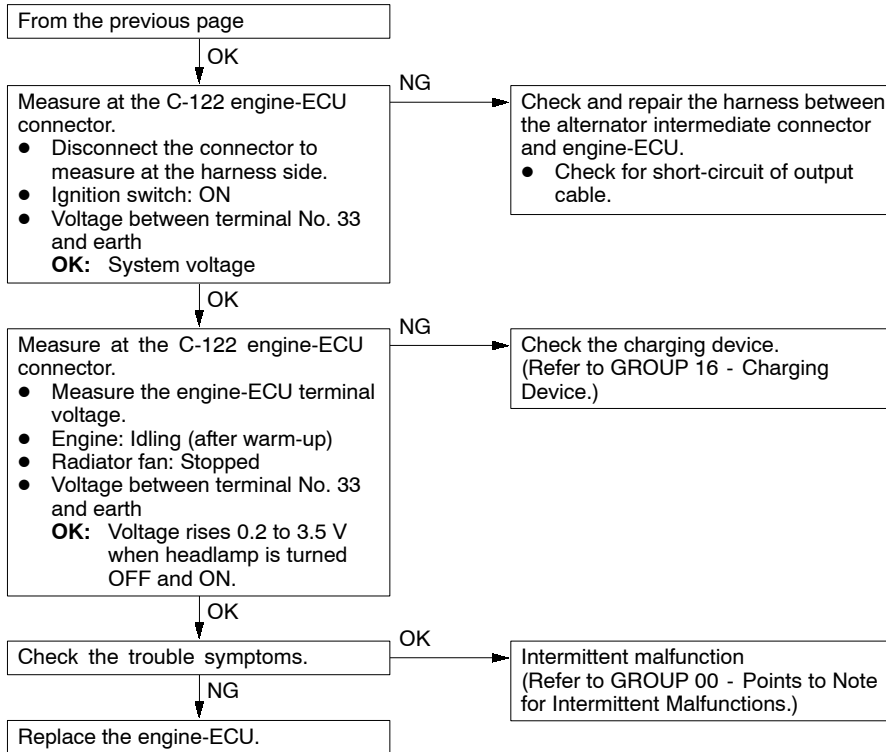 From the previous page
OK
Measure at the C-122 engine-ECU
connector.
● Disconnect the connector to
measure at the harness side.
● Ignition switch: ON
● Voltage between terminal No. 33
and earth
OK: System voltage
NG
Check and repair the harness between
the alternator intermediate connector
and engine-ECU.
● Check for short-circuit of output
cable.
OK
Measure at the C-122 engine-ECU
connector.
● Measure the engine-ECU terminal
voltage.
● Engine: Idling (after warm-up)
● Radiator fan: Stopped
● Voltage between terminal No. 33
and earth
OK: Voltage rises 0.2 to 3.5 V
when headlamp is turned
OFF and ON.
NG
Check the charging device.
(Refer to GROUP 16 - Charging
Device.)
OK
Check the trouble symptoms.
OK
Intermittent malfunction
(Refer to GROUP 00 - Points to Note
for Intermittent Malfunctions.)
NG
Replace the engine-ECU.